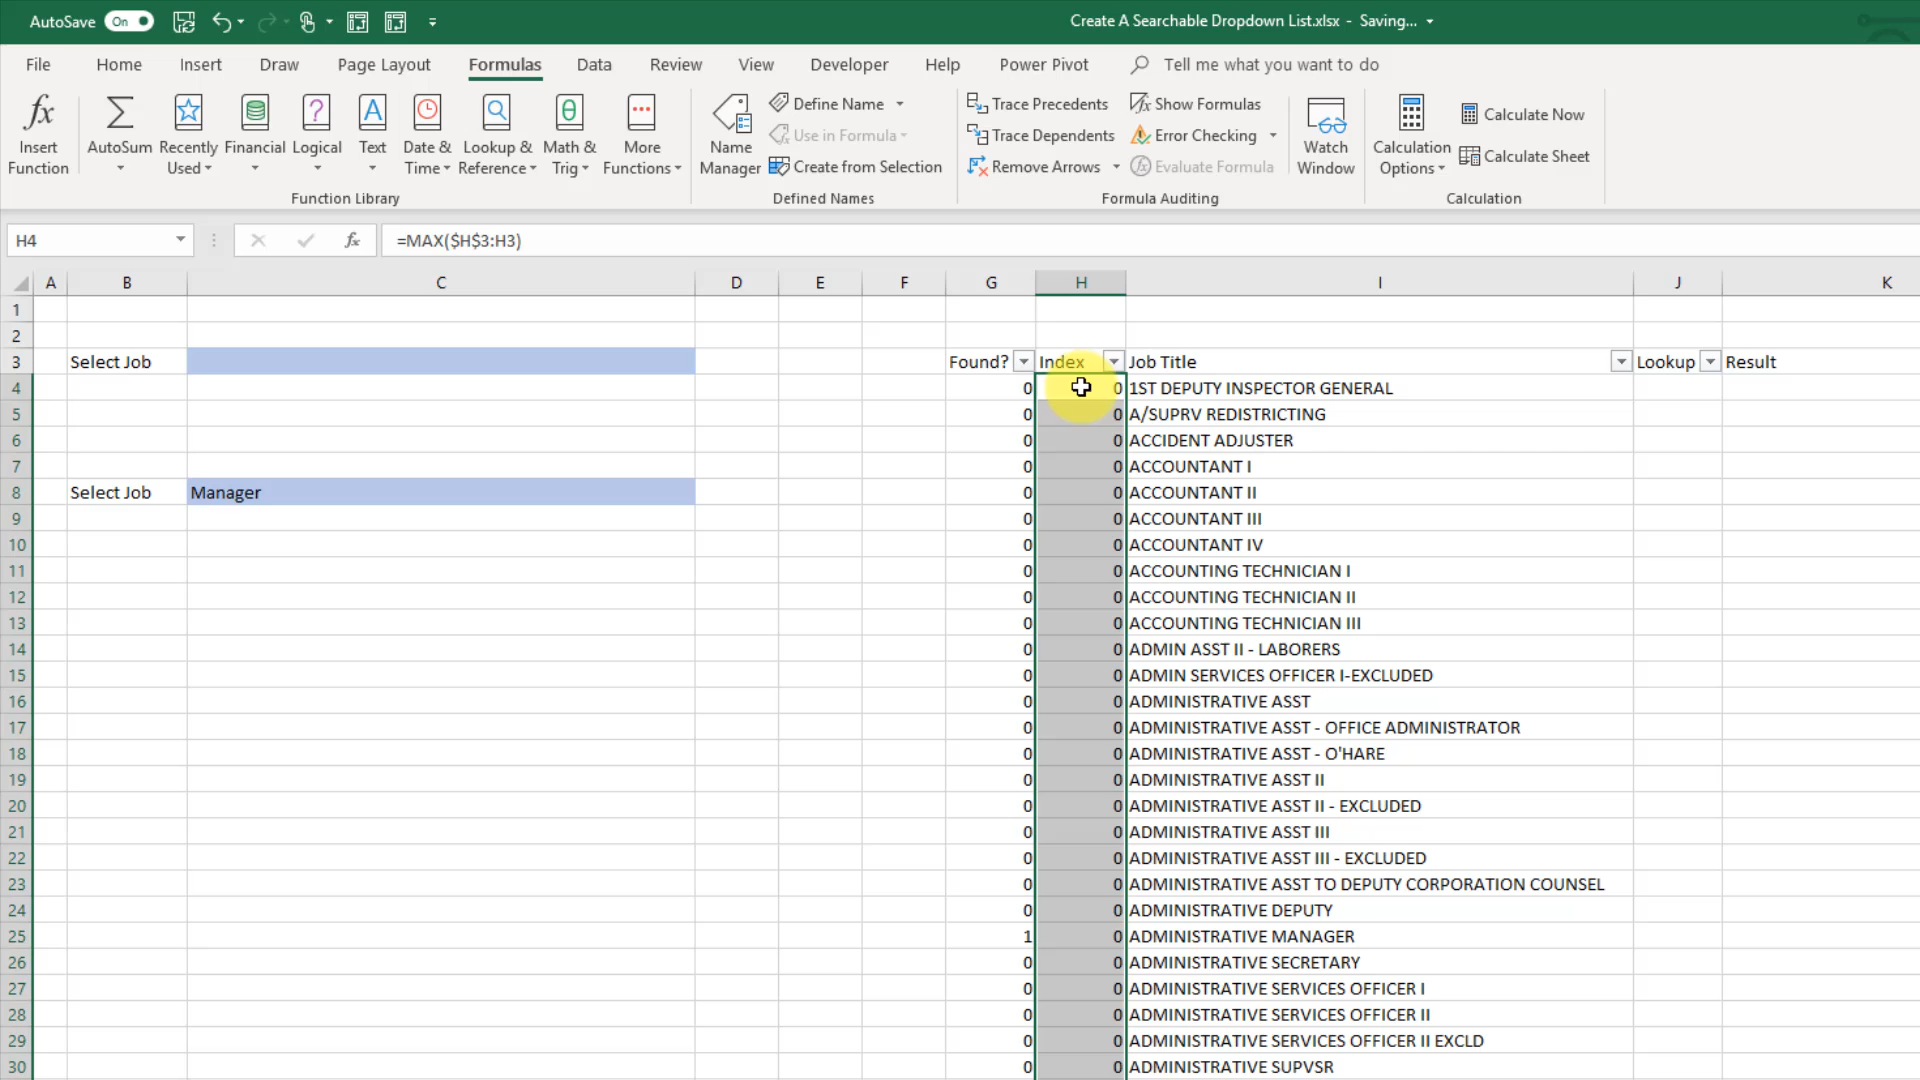 AutoSave On Create A Searchable Dropdown List.xlsx - Saving...
File Home Insert Draw Page Layout Formulas Data Review View Developer Help Power Pivot Tell me what you want to do
Insert Function
AutoSum
Recently Used
Financial
Logical
Text
Date & Time
Lookup & Reference
Math & Trig
More Functions
Function Library
Name Manager
Define Name
Use in Formula
Create from Selection
Defined Names
Trace Precedents
Trace Dependents
Remove Arrows
Show Formulas
Error Checking
Evaluate Formula
Formula Auditing
Watch Window
Calculation Options
Calculate Now
Calculate Sheet
Calculation
H4 fx =MAX($H$3:H3)
A B C D E F G H I J K
1
2
3 Select Job Found? Index Job Title Lookup Result
4 0 0 1ST DEPUTY INSPECTOR GENERAL
5 0 0 A/SUPRV REDISTRICTING
6 0 0 ACCIDENT ADJUSTER
7 0 0 ACCOUNTANT I
8 Select Job Manager 0 0 ACCOUNTANT II
9 0 0 ACCOUNTANT III
10 0 0 ACCOUNTANT IV
11 0 0 ACCOUNTING TECHNICIAN I
12 0 0 ACCOUNTING TECHNICIAN II
13 0 0 ACCOUNTING TECHNICIAN III
14 0 0 ADMIN ASST II - LABORERS
15 0 0 ADMIN SERVICES OFFICER I-EXCLUDED
16 0 0 ADMINISTRATIVE ASST
17 0 0 ADMINISTRATIVE ASST - OFFICE ADMINISTRATOR
18 0 0 ADMINISTRATIVE ASST - O'HARE
19 0 0 ADMINISTRATIVE ASST II
20 0 0 ADMINISTRATIVE ASST II - EXCLUDED
21 0 0 ADMINISTRATIVE ASST III
22 0 0 ADMINISTRATIVE ASST III - EXCLUDED
23 0 0 ADMINISTRATIVE ASST TO DEPUTY CORPORATION COUNSEL
24 0 0 ADMINISTRATIVE DEPUTY
25 1 0 ADMINISTRATIVE MANAGER
26 0 0 ADMINISTRATIVE SECRETARY
27 0 0 ADMINISTRATIVE SERVICES OFFICER I
28 0 0 ADMINISTRATIVE SERVICES OFFICER II
29 0 0 ADMINISTRATIVE SERVICES OFFICER II EXCLD
30 0 0 ADMINISTRATIVE SUPVSR